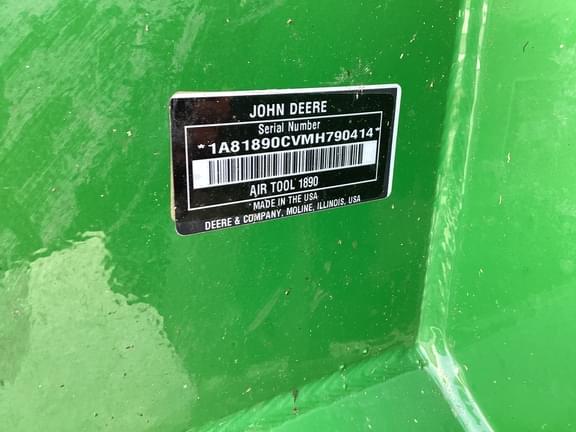 JOHN DEERE
Serial Number
*1A81890CVMH790414*
AIR TOOL 1890
MADE IN THE USA
DEERE & COMPANY, MOLINE, ILLINOIS, USA